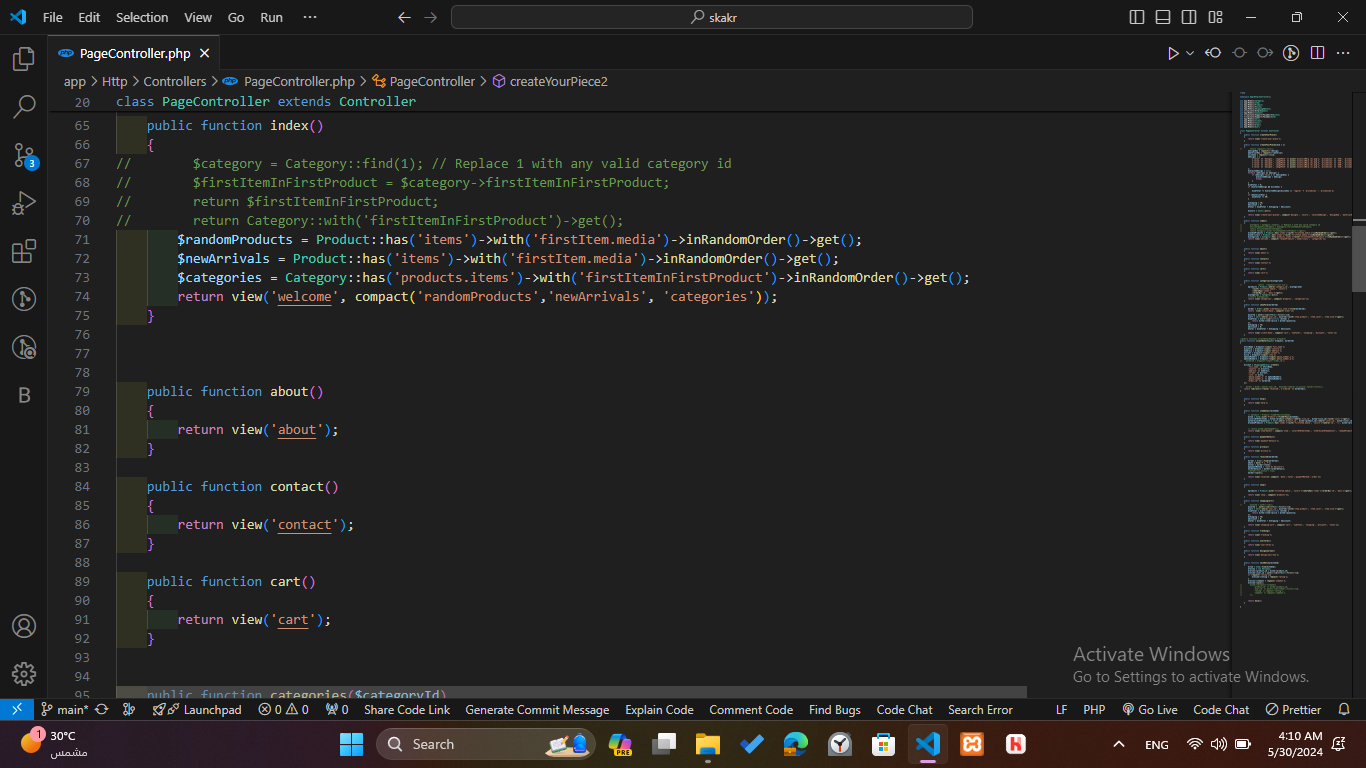 File Edit Selection View Go Run ··· skakr
PageController.php
app > Http > Controllers > PageController.php > PageController > createYourPiece2
20 class PageController extends Controller
65 public function index()
66 {
67 // $category = Category::find(1); // Replace 1 with any valid category id
68 // $firstItemInFirstProduct = $category->firstItemInFirstProduct;
69 // return $firstItemInFirstProduct;
70 // return Category::with('firstItemInFirstProduct')->get();
71 $randomProducts = Product::has('items')->with('firstItem.media')->inRandomOrder()->get();
72 $newArrivals = Product::has('items')->with('firstItem.media')->inRandomOrder()->get();
73 $categories = Category::has('products.items')->with('firstItemInFirstProduct')->inRandomOrder()->get();
74 return view('welcome', compact('randomProducts','newArrivals', 'categories'));
75 }
76
77
78
79 public function about()
80 {
81 return view('about');
82 }
83
84 public function contact()
85 {
86 return view('contact');
87 }
88
89 public function cart()
90 {
91 return view('cart');
92 }
93
94
95 public function categories($categoryId)
3
B
Activate Windows
Go to Settings to activate Windows.
main* Launchpad 0 0 0 Share Code Link Generate Commit Message Explain Code Comment Code Find Bugs Code Chat Search Error LF PHP Go Live Code Chat Prettier
1 30°C
مشمس
Search PRE ENG 4:10 AM
5/30/2024